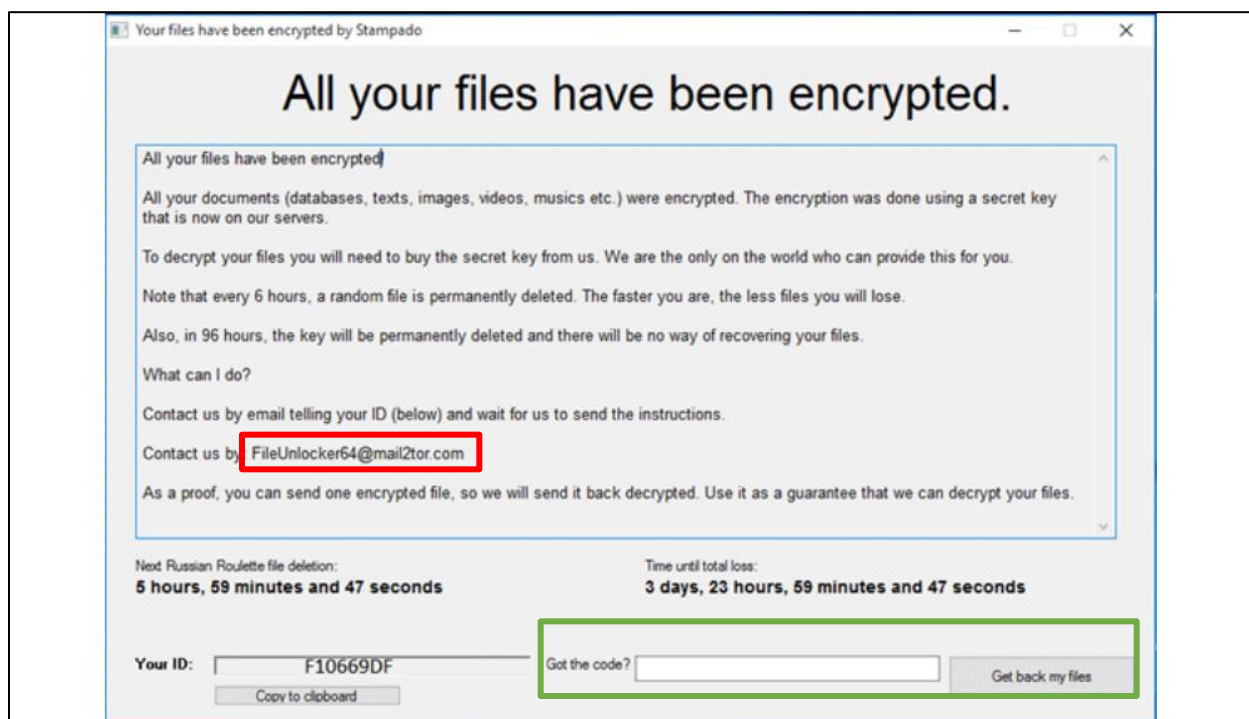 Your files have been encrypted by Stampado
All your files have been encrypted.
All your files have been encrypted
All your documents (databases, texts, images, videos, musics etc.) were encrypted. The encryption was done using a secret key
that is now on our servers.
To decrypt your files you will need to buy the secret key from us. We are the only on the world who can provide this for you.
Note that every 6 hours, a random file is permanently deleted. The faster you are, the less files you will lose.
Also, in 96 hours, the key will be permanently deleted and there will be no way of recovering your files.
What can I do?
Contact us by email telling your ID (below) and wait for us to send the instructions.
Contact us by: FileUnlocker64@mail2tor.com
As a proof, you can send one encrypted file, so we will send it back decrypted. Use it as a guarantee that we can decrypt your files.
Next Russian Roulette file deletion:
5 hours, 59 minutes and 47 seconds
Time until total loss:
3 days, 23 hours, 59 minutes and 47 seconds
Your ID: F10669DF
Copy to clipboard
Got the code?
Get back my files